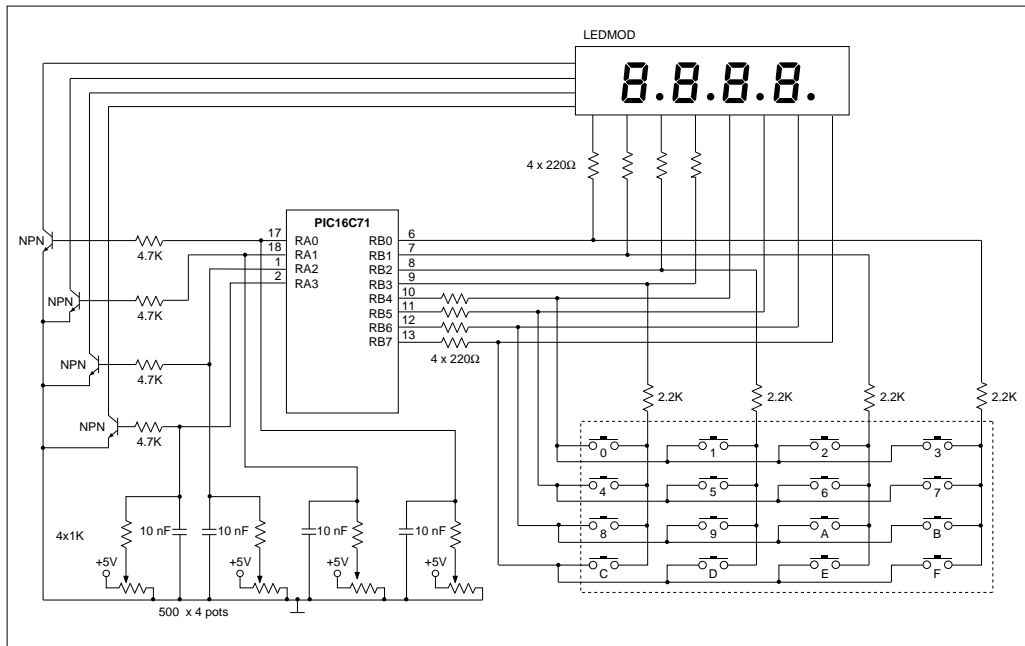 LEDMOD
8.8.8.8.
4 x 220Ω
PIC16C71
NPN
4.7K
17 RA0
RB0 6
18 RA1
RB1 7
1 RA2
RB2 8
2 RA3
RB3 9
RB4 10
RB5 11
RB6 12
RB7 13
NPN
4.7K
4 x 220Ω
NPN
4.7K
NPN
4.7K
2.2K
2.2K
2.2K
2.2K
0 1 2 3
4 5 6 7
8 9 A B
C D E F
4x1K
10 nF
10 nF
10 nF
10 nF
+5V
+5V
+5V
+5V
500 x 4 pots